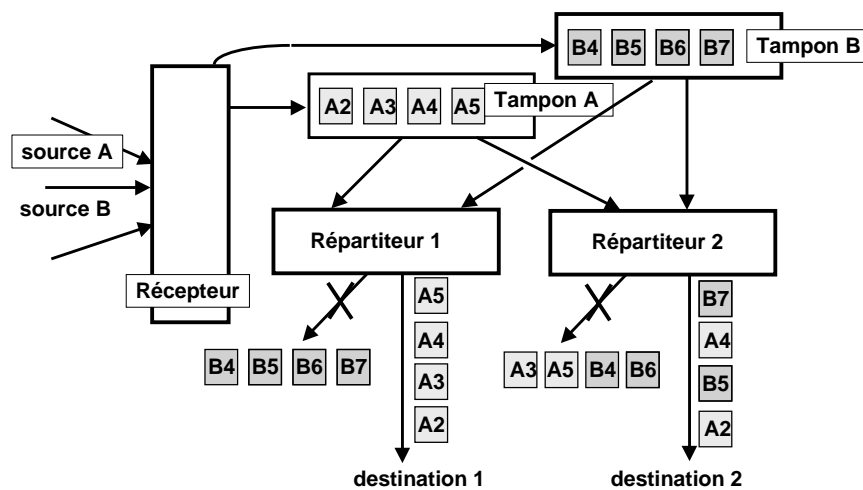 B4 B5 B6 B7 Tampon B
A2 A3 A4 A5 Tampon A
source A
source B
Récepteur
Répartiteur 1
Répartiteur 2
A5
A4
A3
A2
B4 B5 B6 B7
B7
A4
B5
A2
A3 A5 B4 B6
destination 1
destination 2